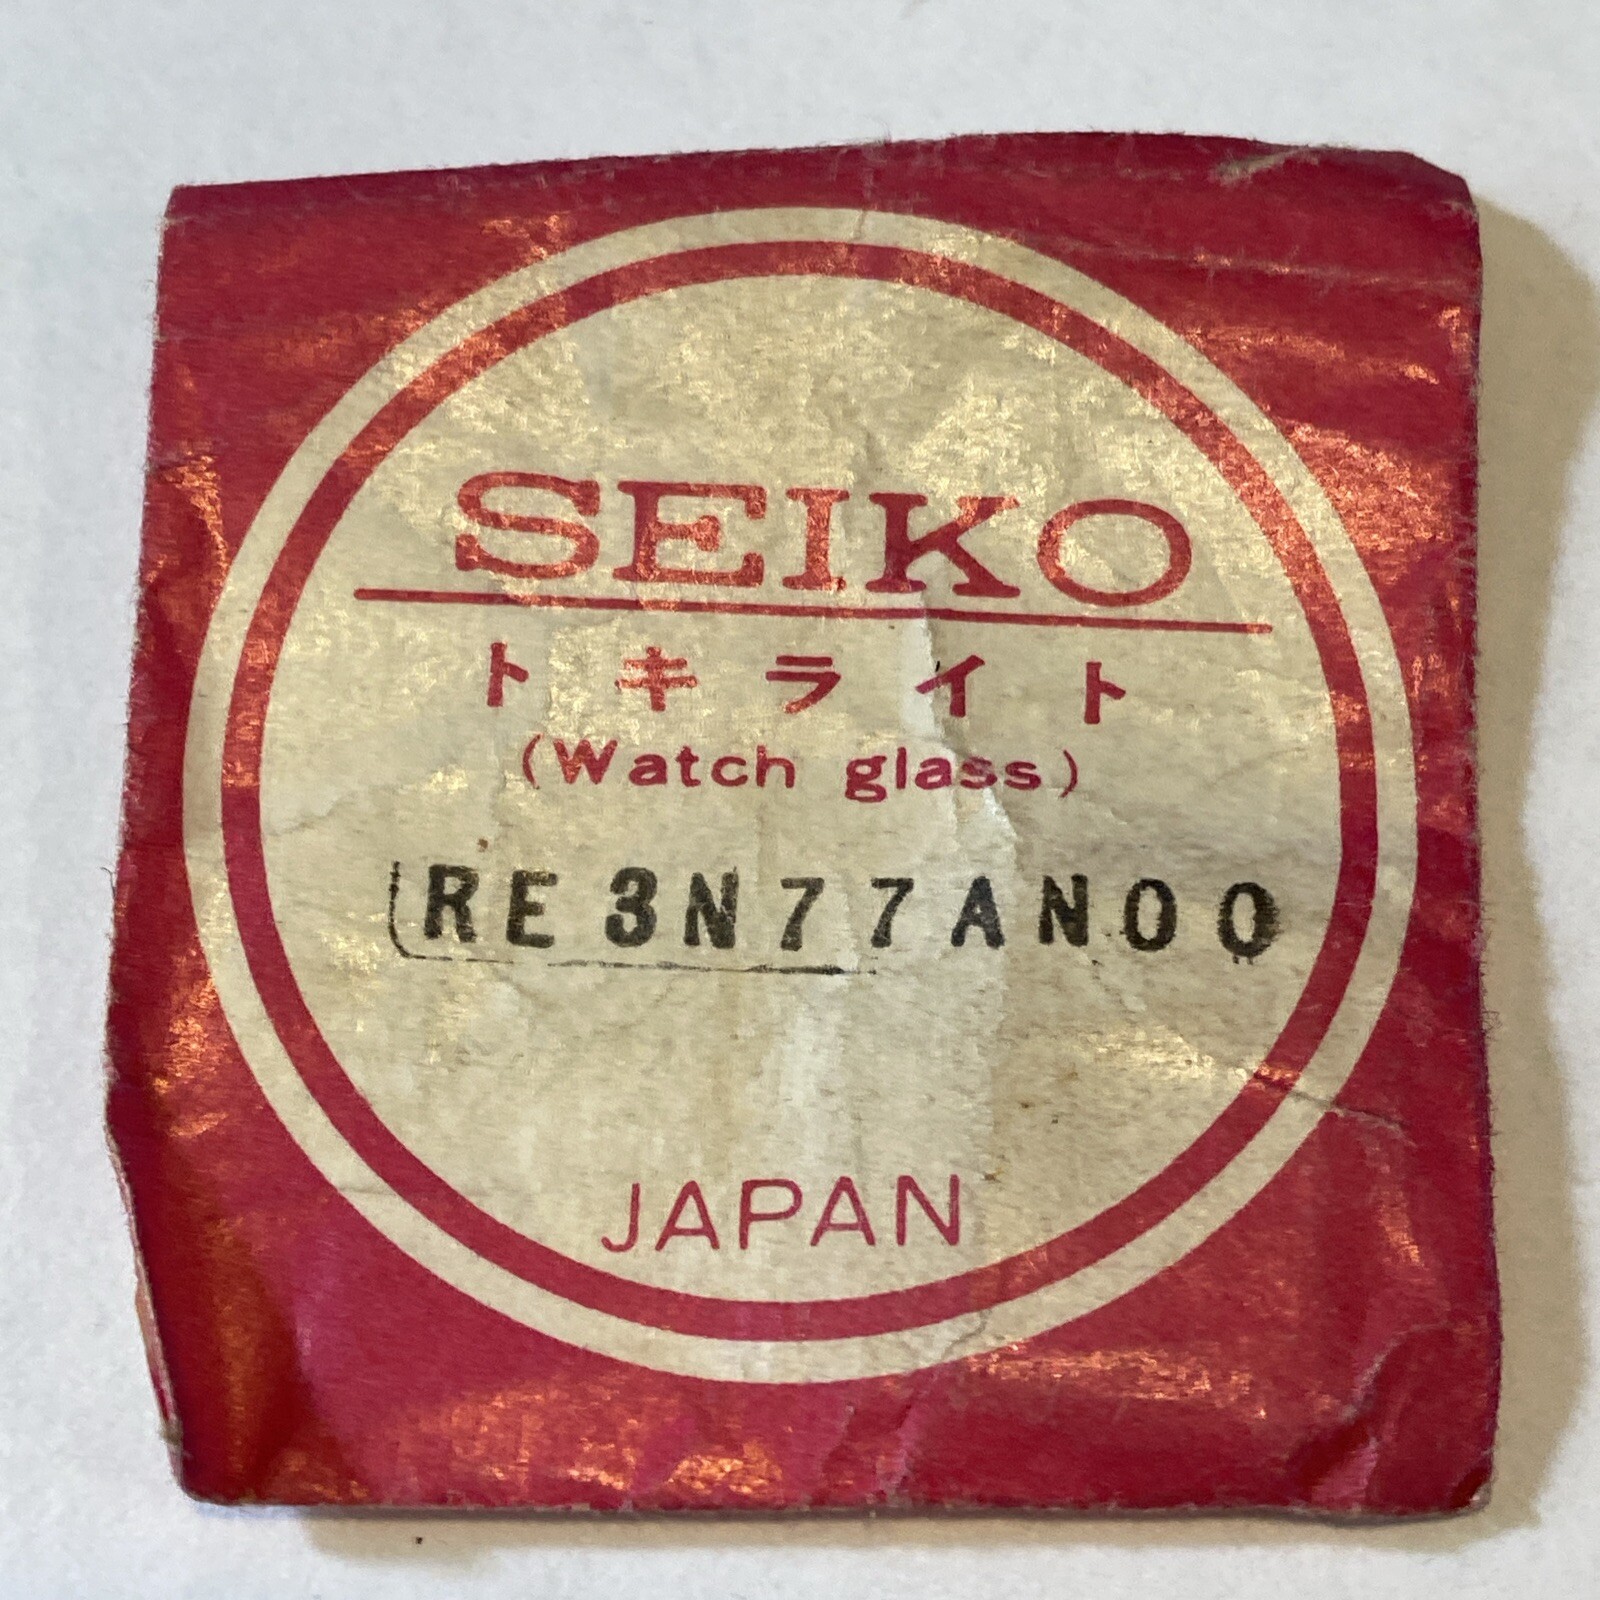 SEIKO
トキライト
(Watch glass)
RE3N77AN00
JAPAN